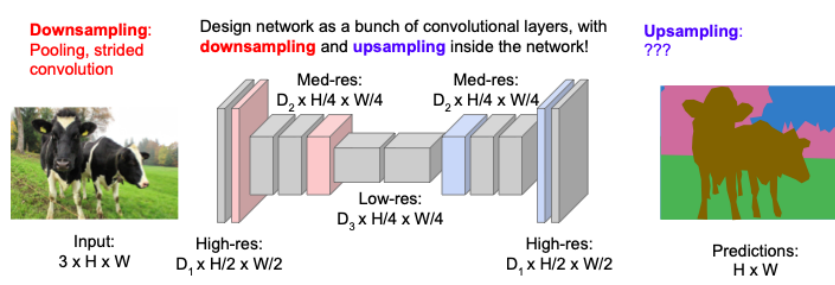 Downsampling:
Pooling, strided
convolution
Design network as a bunch of convolutional layers, with
downsampling and upsampling inside the network!
Upsampling:
???
Med-res:
D₂ x H/4 x W/4
Med-res:
D₂ x H/4 x W/4
Low-res:
D₃ x H/4 x W/4
Input:
3 x H x W
High-res:
D₁ x H/2 x W/2
High-res:
D₁ x H/2 x W/2
Predictions:
H x W